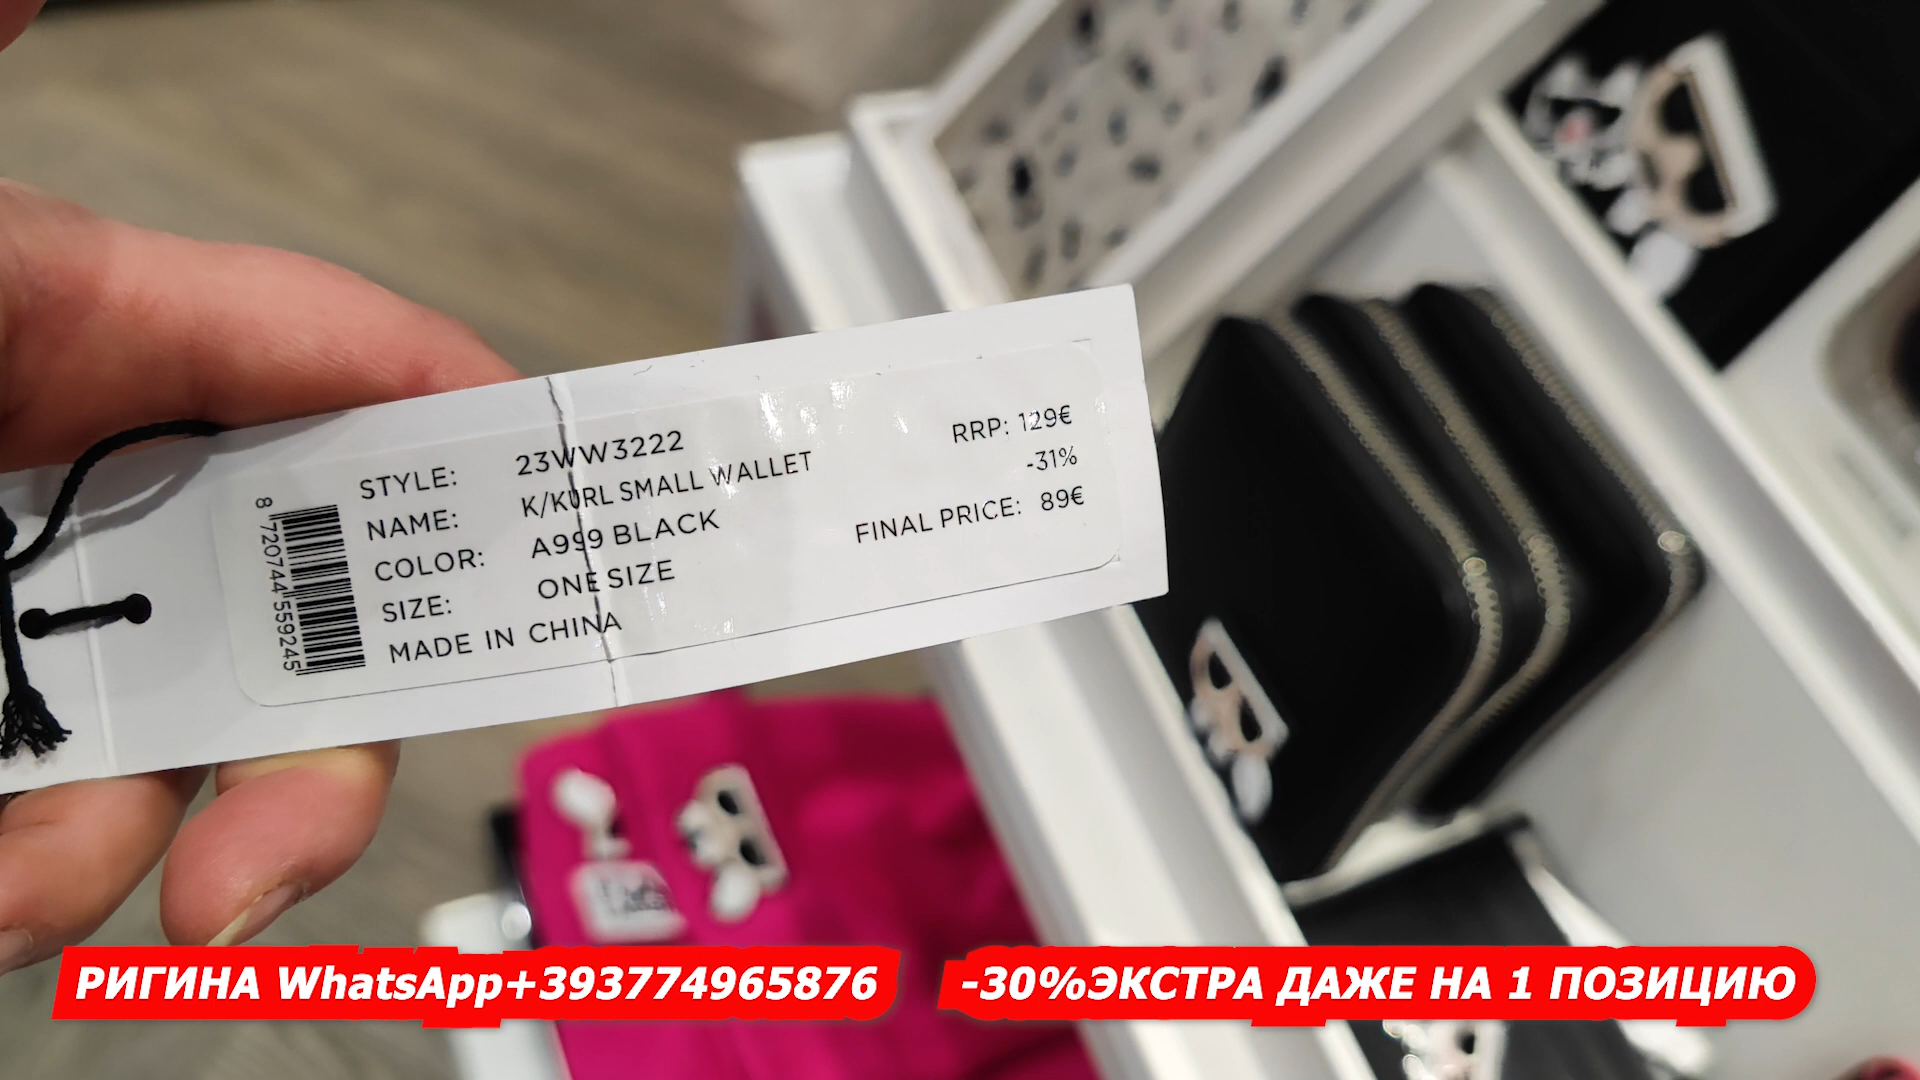 STYLE: 23WW3222
NAME: K/KURL SMALL WALLET
COLOR: A999 BLACK
SIZE: ONE SIZE
MADE IN CHINA
RRP: 129€
-31%
FINAL PRICE: 89€
8 720744 559245
РИГИНА WhatsApp+393774965876
-30%ЭКСТРА ДАЖЕ НА 1 ПОЗИЦИЮ